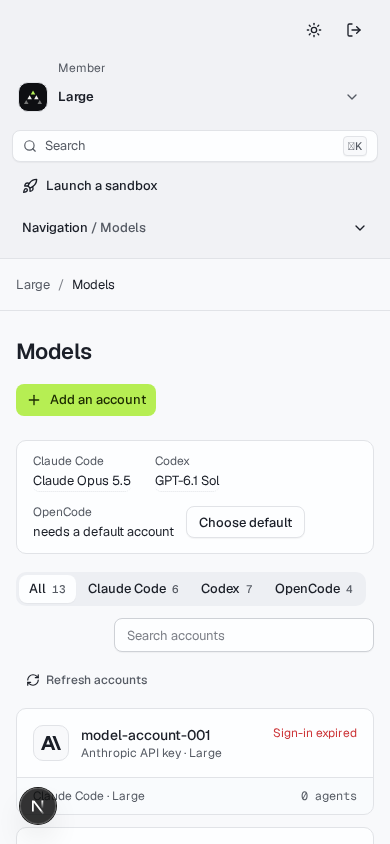 Member
Large
Search
K
Launch a sandbox
Navigation / Models
Large / Models
Models
Add an account
Claude Code Codex
Claude Opus 5.5 GPT-6.1 Sol
OpenCode
needs a default account Choose default
All 13 Claude Code 6 Codex 7 OpenCode 4
Search accounts
Refresh accounts
model-account-001 Sign-in expired
Anthropic API key · Large
Code · Large 0 agents
N